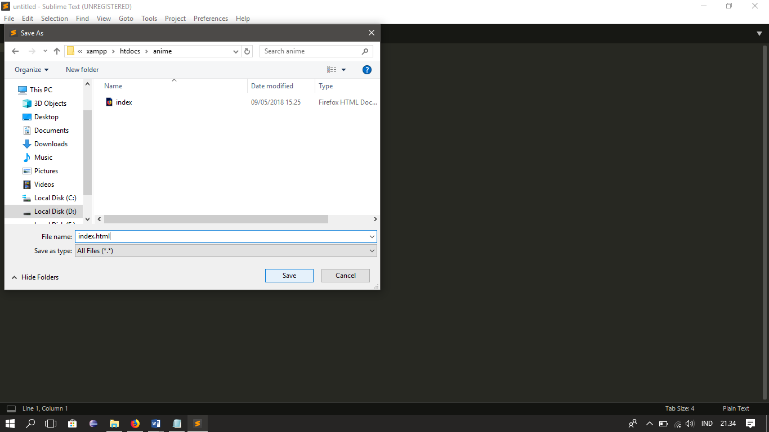 untitled - Sublime Text (UNREGISTERED)
File Edit Selection Find View Goto Tools Project Preferences Help
Save As
« xampp › htdocs › anime
Search anime
Organize
New folder
Name Date modified Type
This PC
index 09/05/2018 15.25 Firefox HTML Doc...
3D Objects
Desktop
Documents
Downloads
Music
Pictures
Videos
Local Disk (C:)
Local Disk (D:)
File name: index.html
Save as type: All Files (*.*)
Hide Folders
Save
Cancel
Line 1, Column 1
Tab Size: 4
Plain Text
IND 21.34